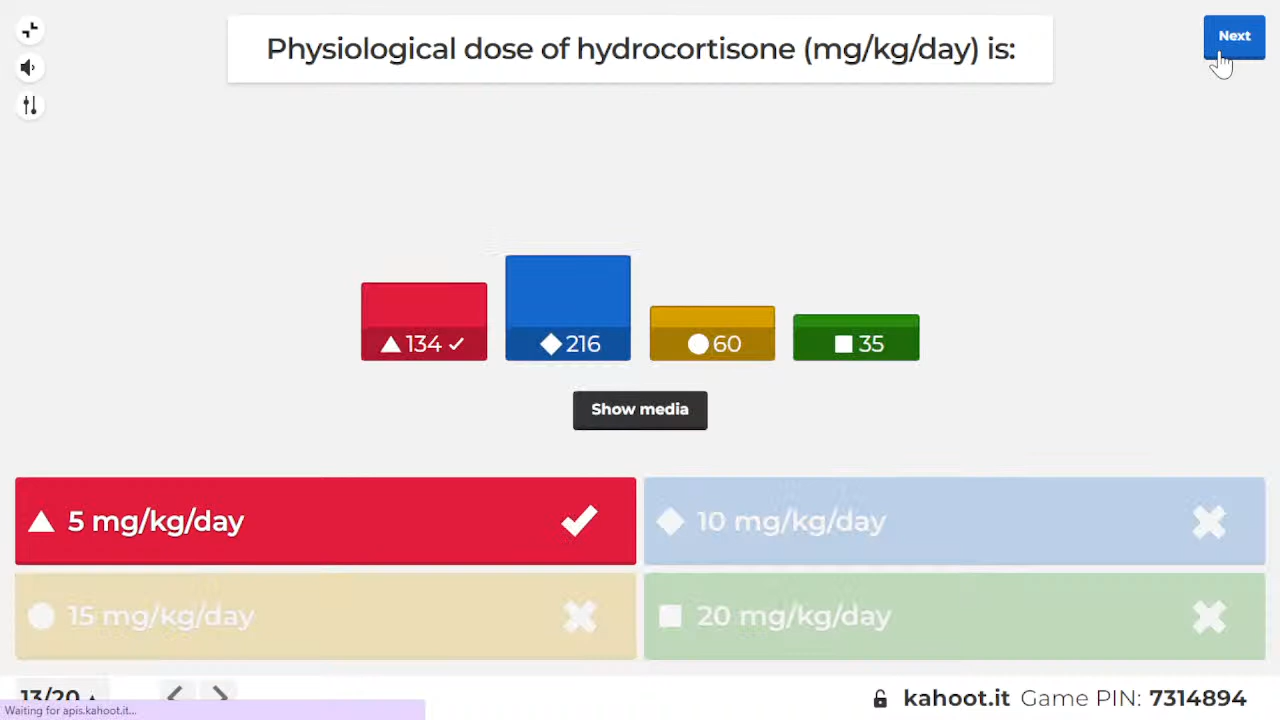 Physiological dose of hydrocortisone (mg/kg/day) is:
Next
134
216
60
35
Show media
5 mg/kg/day
10 mg/kg/day
15 mg/kg/day
20 mg/kg/day
13/20
kahoot.it Game PIN: 7314894
Waiting for apis.kahoot.it...